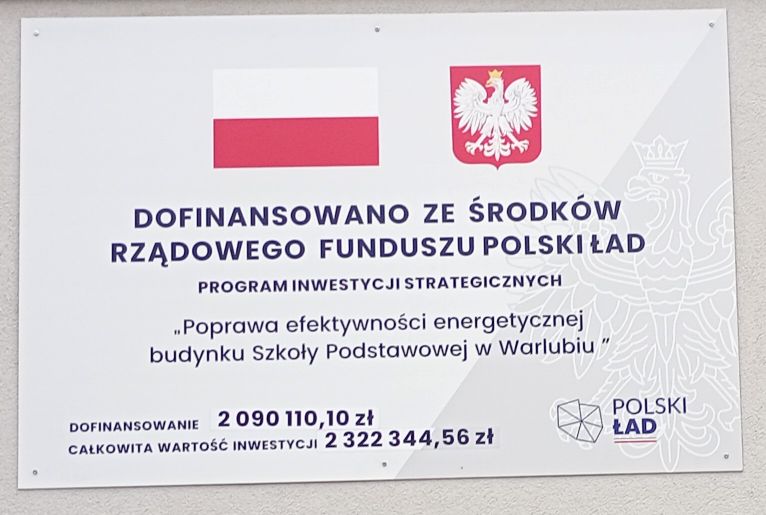 DOFINANSOWANO ZE ŚRODKÓW
RZĄDOWEGO FUNDUSZU POLSKI ŁAD
PROGRAM INWESTYCJI STRATEGICZNYCH
„Poprawa efektywności energetycznej
budynku Szkoły Podstawowej w Warlubiu ”
DOFINANSOWANIE 2 090 110,10 zł
CAŁKOWITA WARTOŚĆ INWESTYCJI 2 322 344,56 zł
POLSKI
ŁAD